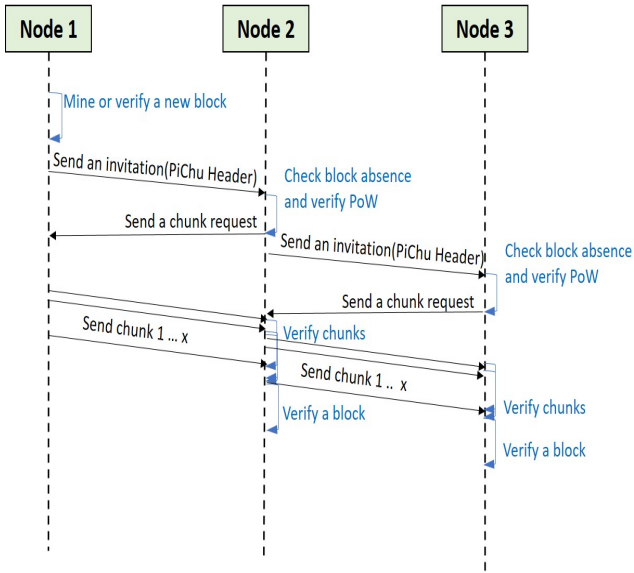 Node 1
Node 2
Node 3
Mine or verify a new block
Send an invitation(PiChu Header)
Check block absence
and verify PoW
Send a chunk request
Send an invitation(PiChu Header)
Check block absence
and verify PoW
Send a chunk request
Send chunk 1 ... x
Verify chunks
Send chunk 1 .. x
Verify a block
Verify chunks
Verify a block